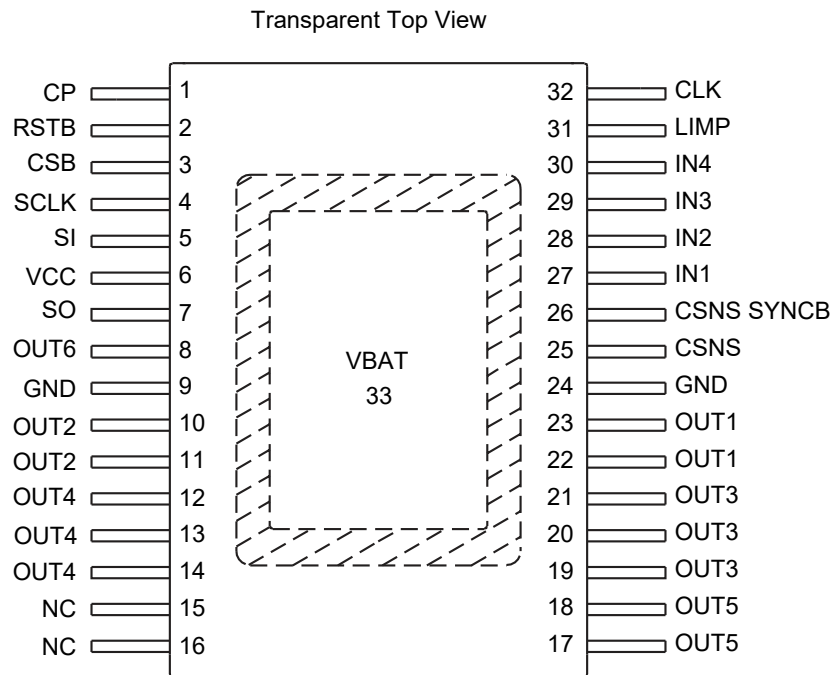 Transparent Top View
CP 1 32 CLK
RSTB 2 31 LIMP
CSB 3 30 IN4
SCLK 4 29 IN3
SI 5 28 IN2
VCC 6 27 IN1
SO 7 26 CSNS SYNCB
OUT6 8 25 CSNS
VBAT
GND 9 24 GND
33
OUT2 10 23 OUT1
OUT2 11 22 OUT1
OUT4 12 21 OUT3
OUT4 13 20 OUT3
OUT4 14 19 OUT3
NC 15 18 OUT5
NC 16 17 OUT5